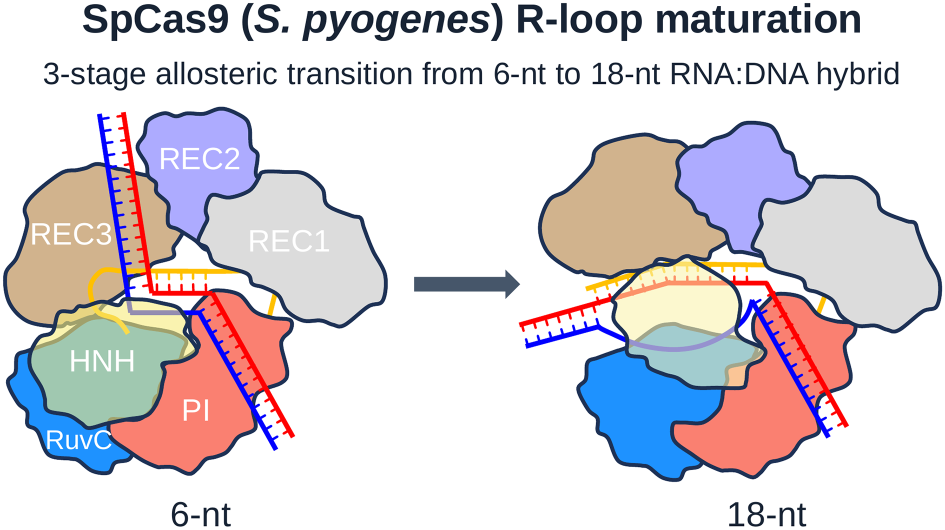 SpCas9 (S. pyogenes) R-loop maturation
3-stage allosteric transition from 6-nt to 18-nt RNA:DNA hybrid
REC2
REC3
REC1
HNH
PI
RuvC
6-nt
18-nt